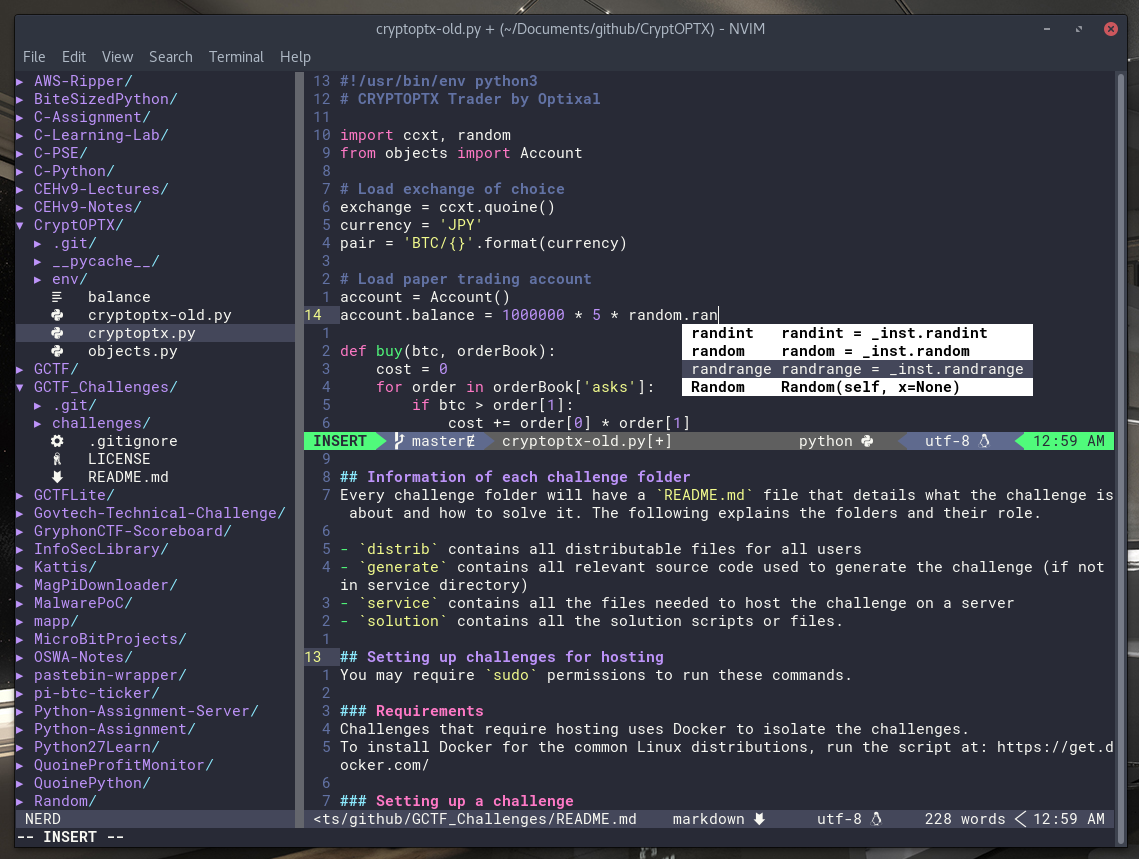 cryptoptx-old.py + (~/Documents/github/CryptOPTX) - NVIM
File Edit View Search Terminal Help
▸ AWS-Ripper/
▸ BiteSizedPython/
▸ C-Assignment/
▸ C-Learning-Lab/
▸ C-PSE/
▸ C-Python/
▸ CEHv9-Lectures/
▸ CEHv9-Notes/
▾ CryptOPTX/
▸ .git/
▸ __pycache__/
▸ env/
balance
cryptoptx-old.py
cryptoptx.py
objects.py
▸ GCTF/
▾ GCTF_Challenges/
▸ .git/
▸ challenges/
.gitignore
LICENSE
README.md
▸ GCTFLite/
▸ Govtech-Technical-Challenge/
▸ GryphonCTF-Scoreboard/
▸ InfoSecLibrary/
▸ Kattis/
▸ MagPiDownloader/
▸ MalwarePoC/
▸ mapp/
▸ MicroBitProjects/
▸ OSWA-Notes/
▸ pastebin-wrapper/
▸ pi-btc-ticker/
▸ Python-Assignment-Server/
▸ Python-Assignment/
▸ Python27Learn/
▸ QuoineProfitMonitor/
▸ QuoinePython/
▸ Random/
NERD
13 #!/usr/bin/env python3
12 # CRYPTOPTX Trader by Optixal
11
10 import ccxt, random
9 from objects import Account
8
7 # Load exchange of choice
6 exchange = ccxt.quoine()
5 currency = 'JPY'
4 pair = 'BTC/{}'.format(currency)
3
2 # Load paper trading account
1 account = Account()
14 account.balance = 1000000 * 5 * random.ran
1
2 def buy(btc, orderBook):
3 cost = 0
4 for order in orderBook['asks']:
5 if btc > order[1]:
6 cost += order[0] * order[1]
randint randint = _inst.randint
random random = _inst.random
randrange randrange = _inst.randrange
Random Random(self, x=None)
INSERT masterɆ cryptoptx-old.py[+] python utf-8 12:59 AM
9
8 ## Information of each challenge folder
7 Every challenge folder will have a `README.md` file that details what the challenge is
about and how to solve it. The following explains the folders and their role.
6
5 - `distrib` contains all distributable files for all users
4 - `generate` contains all relevant source code used to generate the challenge (if not
in service directory)
3 - `service` contains all the files needed to host the challenge on a server
2 - `solution` contains all the solution scripts or files.
1
13 ## Setting up challenges for hosting
1 You may require `sudo` permissions to run these commands.
2
3 ### Requirements
4 Challenges that require hosting uses Docker to isolate the challenges.
5 To install Docker for the common Linux distributions, run the script at: https://get.d
ocker.com/
6
7 ### Setting up a challenge
<ts/github/GCTF_Challenges/README.md markdown utf-8 228 words 12:59 AM
-- INSERT --